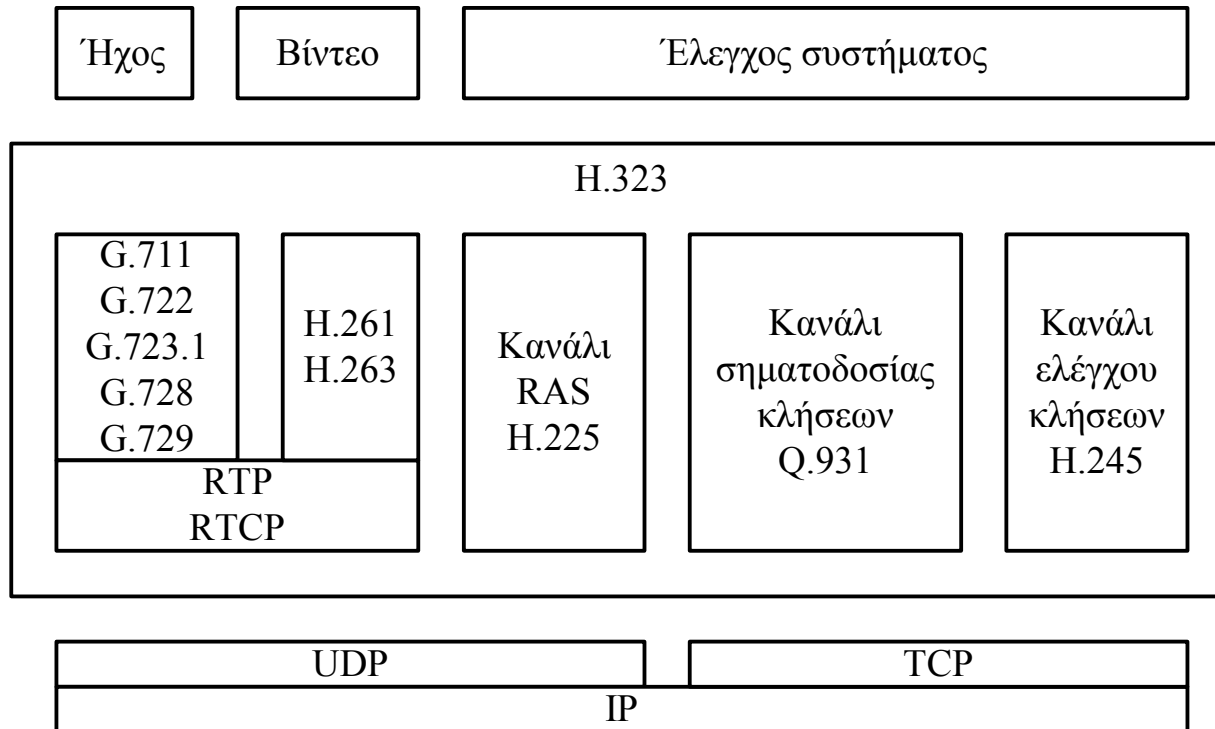 Ήχος
Βίντεο
Έλεγχος συστήματος
H.323
G.711
G.722
G.723.1
G.728
G.729
H.261
H.263
RTP
RTCP
Κανάλι
RAS
H.225
Κανάλι
σηματοδοσίας
κλήσεων
Q.931
Κανάλι
ελέγχου
κλήσεων
H.245
UDP
TCP
IP